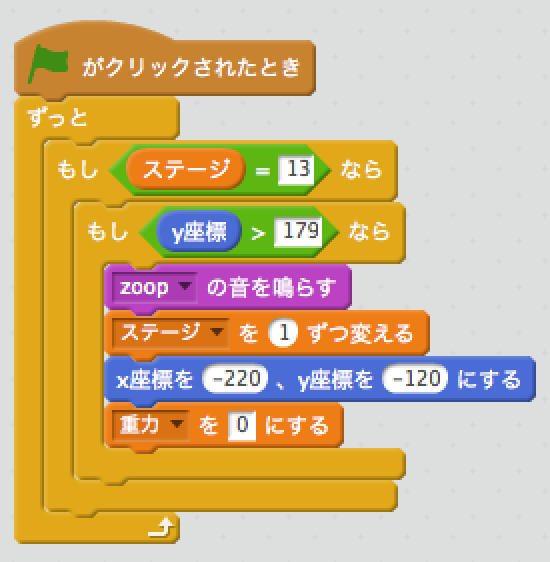 がクリックされたとき
ずっと
もし ステージ = 13 なら
もし y座標 > 179 なら
zoop の音を鳴らす
ステージ を 1 ずつ変える
x座標を -220 、y座標を -120 にする
重力 を 0 にする